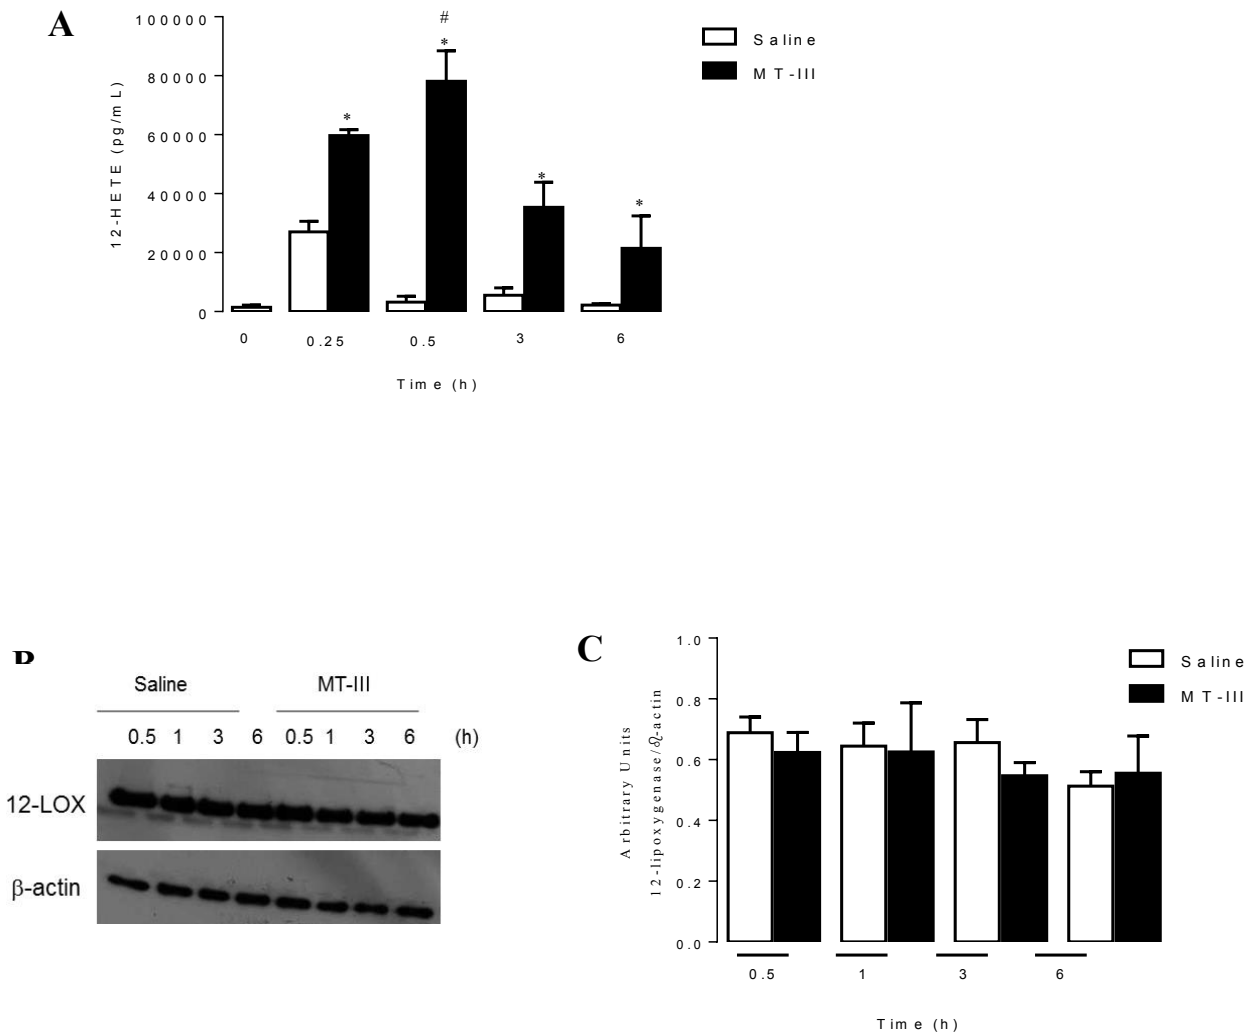 A
100000
80000
60000
40000
20000
0
12-HETE (pg/mL)
#
*
*
*
*
Saline
MT-III
0 0.25 0.5 3 6
Time (h)
B
Saline MT-III
0.5 1 3 6 0.5 1 3 6 (h)
12-LOX
β-actin
C
1.0
0.8
0.6
0.4
0.2
0.0
Arbitrary Units
Saline
MT-III
0.5 1 3 6
Time (h)